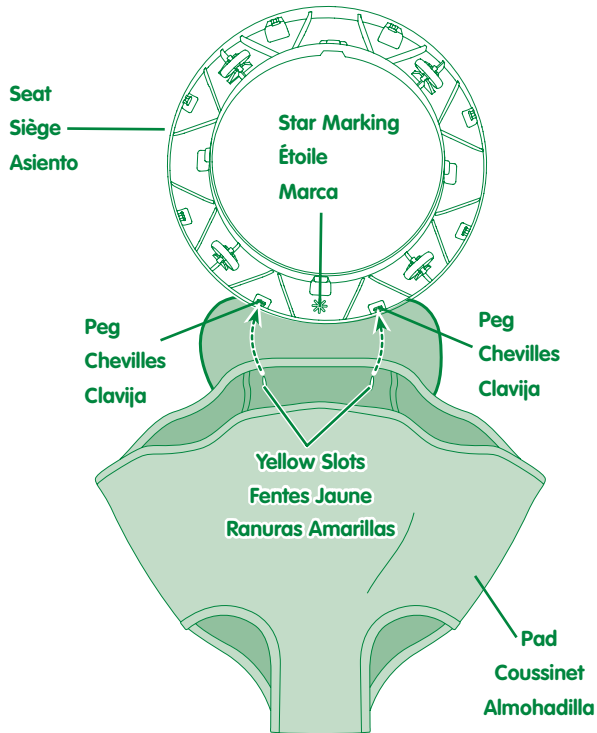 Seat
Siège
Asiento
Star Marking
Étoile
Marca
Peg
Chevilles
Clavija
Peg
Chevilles
Clavija
Yellow Slots
Fentes Jaune
Ranuras Amarillas
Pad
Coussinet
Almohadilla